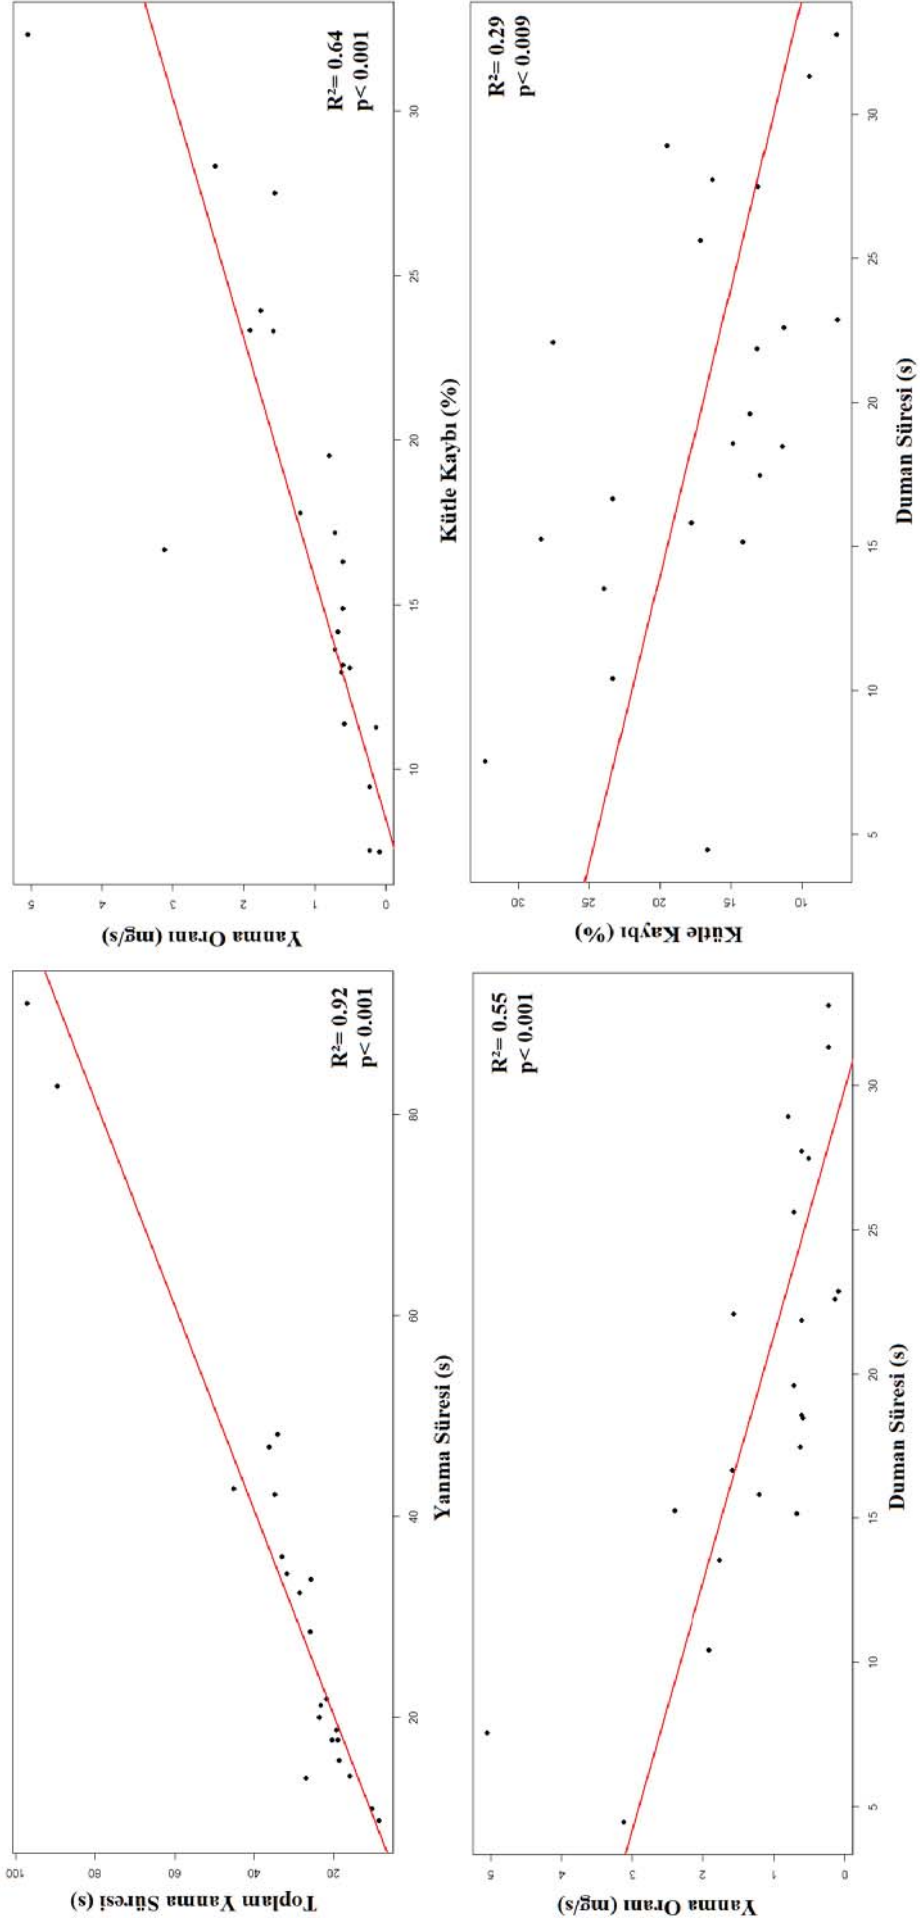 Toplam Yanma Süresi (s)
100
80
60
40
20
R²= 0.92
p< 0.001
20 40 60 80
Yanma Süresi (s)
Yanma Oranı (mg/s)
5
4
3
2
1
0
R²= 0.64
p< 0.001
10 15 20 25 30
Kütle Kaybı (%)
Yanma Oranı (mg/s)
5
4
3
2
1
0
R²= 0.55
p< 0.001
5 10 15 20 25 30
Duman Süresi (s)
Kütle Kaybı (%)
30
25
20
15
10
R²= 0.29
p< 0.009
5 10 15 20 25 30
Duman Süresi (s)